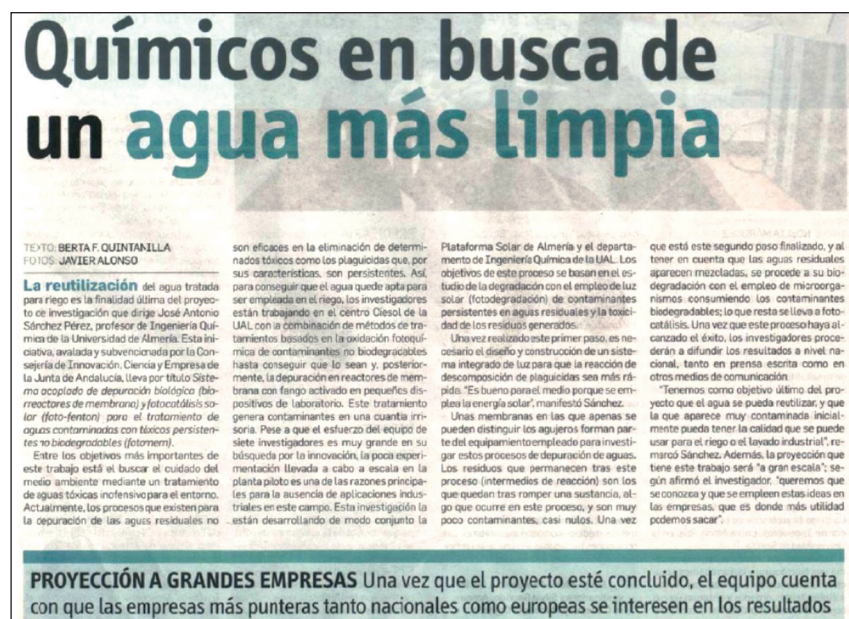 Químicos en busca de
un agua más limpia
TEXTO: BERTA F. QUINTANILLA
FOTOS: JAVIER ALONSO
La reutilización del agua tratada
para riego es la finalidad última del proyec-
to de investigación que dirige José Antonio
Sánchez Pérez, profesor de Ingeniería Quí-
mica de la Universidad de Almería. Esta ini-
ciativa, avalada y subvencionada por la Con-
sejería de Innovación, Ciencia y Empresa de
la Junta de Andalucía, lleva por título Siste-
ma acoplado de depuración biológica (bio-
rreactores de membrana) y fotocatálisis so-
lar (foto-fenton) para el tratamiento de
aguas contaminadas con tóxicos persisten-
tes no biodegradables (fotomem).
Entre los objetivos más importantes de
este trabajo está el buscar el cuidado del
medio ambiente mediante un tratamiento
de aguas tóxicas inofensivo para el entorno.
Actualmente, los procesos que existen para
la depuración de las aguas residuales no
son eficaces en la eliminación de determi-
nados tóxicos como los plaguicidas que, por
sus características, son persistentes. Así,
para conseguir que el agua quede apta para
ser empleada en el riego, los investigadores
están trabajando en el centro Ciesol de la
UAL con la combinación de métodos de tra-
tamientos basados en la oxidación fotoquí-
mica de contaminantes no biodegradables
hasta conseguir que lo sean y, posterior-
mente, la depuración en reactores de mem-
brana con fango activado en pequeños dis-
positivos de laboratorio. Este tratamiento
genera contaminantes en una cuantía irri-
soria. Pese a que el esfuerzo del equipo de
siete investigadores es muy grande en su
búsqueda por la innovación, la poca experi-
mentación llevada a cabo a escala en la
planta piloto es una de las razones principa-
les para la ausencia de aplicaciones indus-
triales en este campo. Esta investigación la
están desarrollando de modo conjunto la
Plataforma Solar de Almería y el departa-
mento de Ingeniería Química de la UAL. Los
objetivos de este proceso se basan en el es-
tudio de la degradación con el empleo de luz
solar (fotodegradación) de contaminantes
persistentes en aguas residuales y la toxici-
dad de los residuos generados.
Una vez realizado este primer paso, es ne-
cesario el diseño y construcción de un siste-
ma integrado de luz para que la reacción de
descomposición de plaguicidas sea más rá-
pida. "Es bueno para el medio porque se em-
plea la energía solar", manifestó Sánchez.
Unas membranas en las que apenas se
pueden distinguir los agujeros forman par-
te del equipamiento empleado para investi-
gar estos procesos de depuración de aguas.
Los residuos que permanecen tras este
proceso (intermedios de reacción) son los
que quedan tras romper una sustancia, al-
go que ocurre en este proceso, y son muy
poco contaminantes, casi nulos. Una vez
que está este segundo paso finalizado, y al
tener en cuenta que las aguas residuales
aparecen mezcladas, se procede a su bio-
degradación con el empleo de microorga-
nismos consumiendo los contaminantes
biodegradables; lo que resta se lleva a foto-
catálisis. Una vez que este proceso haya al-
canzado el éxito, los investigadores proce-
derán a difundir los resultados a nivel na-
cional, tanto en prensa escrita como en
otros medios de comunicación.
"Tenemos como objetivo último del pro-
yecto que el agua se pueda reutilizar, y que
la que aparece muy contaminada inicial-
mente pueda tener la calidad que se puede
usar para el riego o el lavado industrial", re-
marcó Sánchez. Además, la proyección que
tiene este trabajo será "a gran escala"; se-
gún afirmó el investigador, "queremos que
se conozca y que se empleen estas ideas en
las empresas, que es donde más utilidad
podemos sacar".
PROYECCIÓN A GRANDES EMPRESAS Una vez que el proyecto esté concluido, el equipo cuenta
con que las empresas más punteras tanto nacionales como europeas se interesen en los resultados